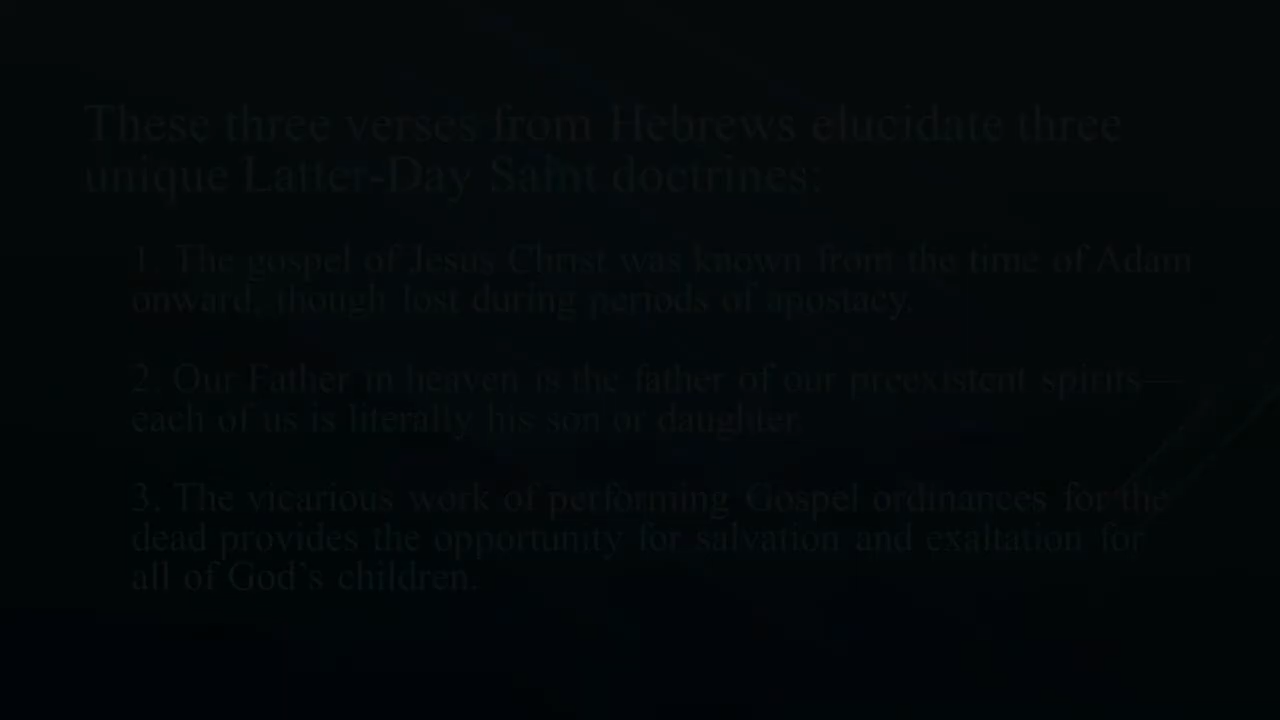 These three verses from Hebrews elucidate three
unique Latter-Day Saint doctrines:
1. The gospel of Jesus Christ was known from the time of Adam
onward, though lost during periods of apostacy.
2. Our Father in heaven is the father of our preexistent spirits—
each of us is literally his son or daughter.
3. The vicarious work of performing Gospel ordinances for the
dead provides the opportunity for salvation and exaltation for
all of God's children.